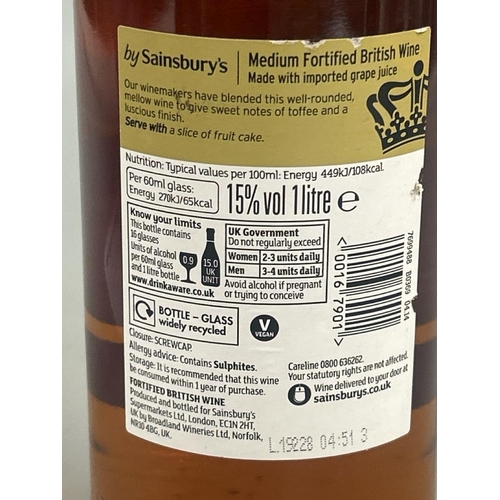 by Sainsbury's
Medium Fortified British Wine
Made with imported grape juice
Our winemakers have blended this well-rounded,
mellow wine to give sweet notes of toffee and a
luscious finish.
Serve with a slice of fruit cake.
Nutrition: Typical values per 100ml: Energy 449kJ/108kcal.
Per 60ml glass:
Energy 270kJ/65kcal
15% vol 1 litre e
Know your limits
This bottle contains
16 glasses
Units of alcohol
per 60ml glass
and 1 litre bottle
0.9
15.0
UK
UNIT
www.drinkaware.co.uk
UK Government
Do not regularly exceed
Women 2-3 units daily
Men 3-4 units daily
Avoid alcohol if pregnant
or trying to conceive
BOTTLE – GLASS
widely recycled
V
VEGAN
Closure: SCREWCAP.
Allergy advice: Contains Sulphites.
Storage: It is recommended that this wine
be consumed within 1 year of purchase.
FORTIFIED BRITISH WINE
Produced and bottled for Sainsbury's
Supermarkets Ltd, London, EC1N 2HT,
UK by Broadland Wineries Ltd, Norfolk,
NR10 4BG, UK.
<00167901>
7699488 B0369 04.14
Careline 0800 636262.
Your statutory rights are not affected.
Wine delivered to your door at
sainsburys.co.uk
L19228 04:51 3